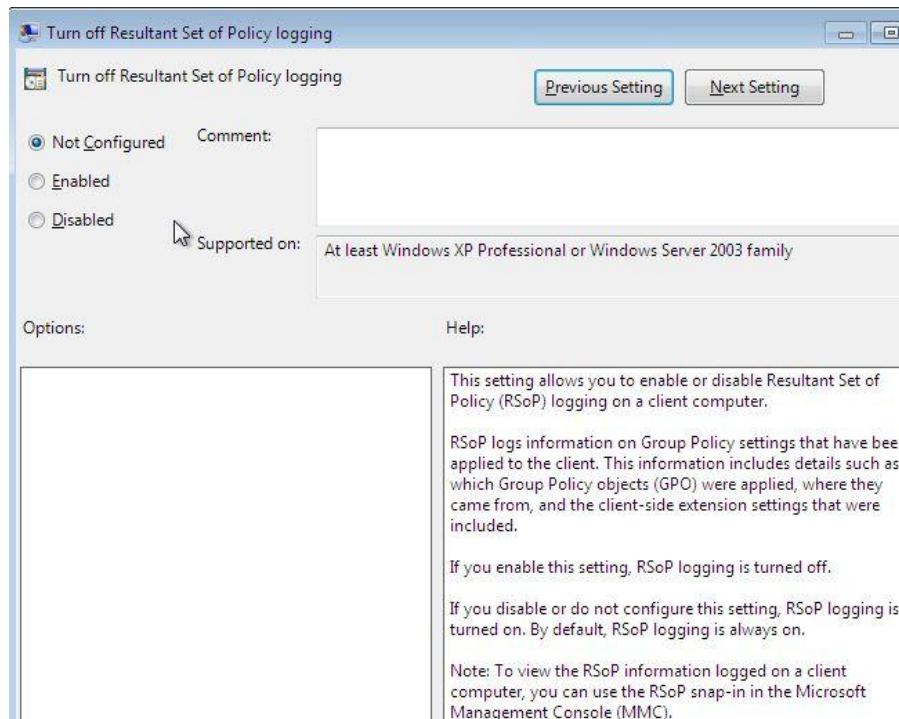 Turn off Resultant Set of Policy logging
Turn off Resultant Set of Policy logging
Previous Setting
Next Setting
Not Configured
Comment:
Enabled
Disabled
Supported on:
At least Windows XP Professional or Windows Server 2003 family
Options:
Help:
This setting allows you to enable or disable Resultant Set of
Policy (RSoP) logging on a client computer.
RSoP logs information on Group Policy settings that have bee
applied to the client. This information includes details such as
which Group Policy objects (GPO) were applied, where they
came from, and the client-side extension settings that were
included.
If you enable this setting, RSoP logging is turned off.
If you disable or do not configure this setting, RSoP logging is
turned on. By default, RSoP logging is always on.
Note: To view the RSoP information logged on a client
computer, you can use the RSoP snap-in in the Microsoft
Management Console (MMC).